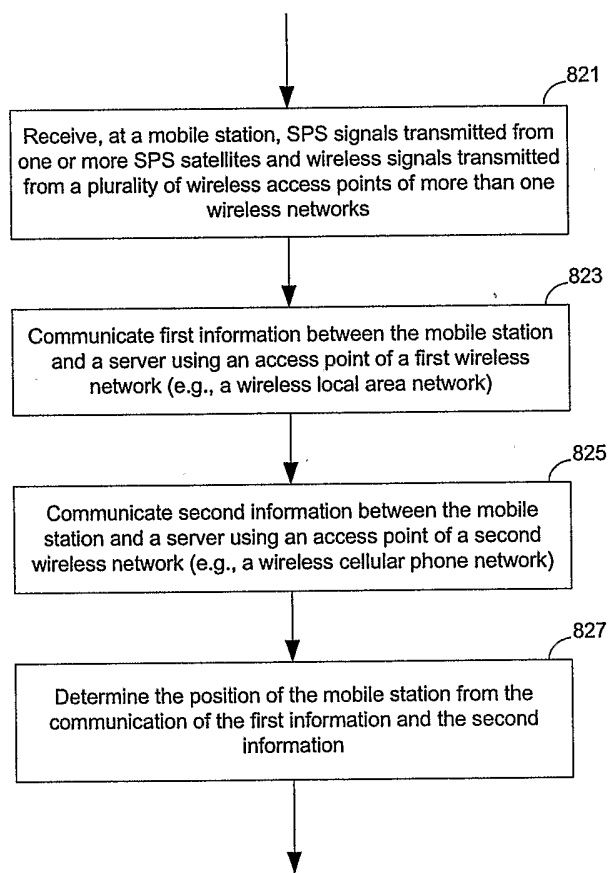 821
Receive, at a mobile station, SPS signals transmitted from
one or more SPS satellites and wireless signals transmitted
from a plurality of wireless access points of more than one
wireless networks
823
Communicate first information between the mobile station
and a server using an access point of a first wireless
network (e.g., a wireless local area network)
825
Communicate second information between the mobile
station and a server using an access point of a second
wireless network (e.g., a wireless cellular phone network)
827
Determine the position of the mobile station from the
communication of the first information and the second
information